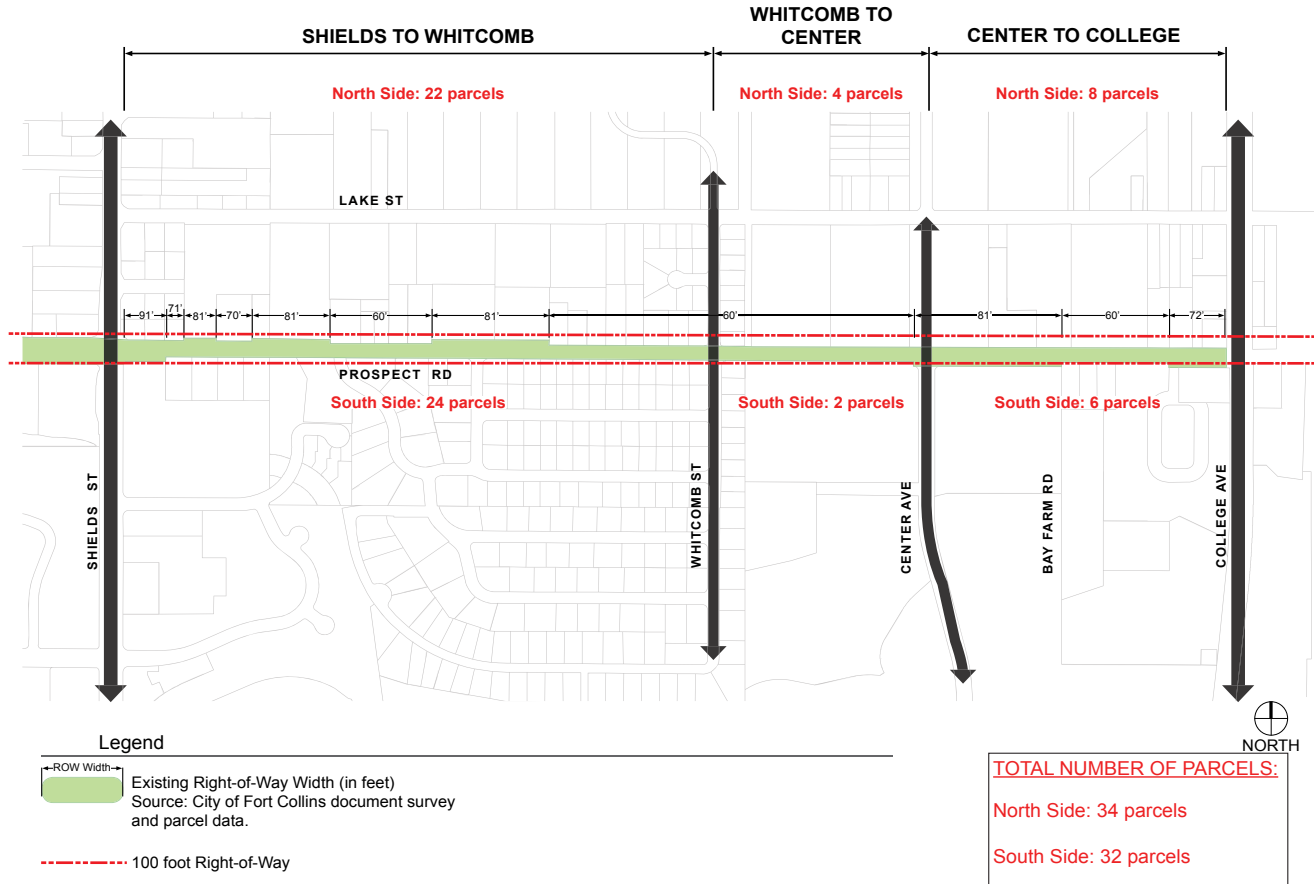 SHIELDS TO WHITCOMB
WHITCOMB TO
CENTER
CENTER TO COLLEGE
North Side: 22 parcels
North Side: 4 parcels
North Side: 8 parcels
LAKE ST
91'
71'
81'
70'
81'
60'
81'
60'
81'
60'
72'
PROSPECT RD
South Side: 24 parcels
South Side: 2 parcels
South Side: 6 parcels
SHIELDS ST
WHITCOMB ST
CENTER AVE
BAY FARM RD
COLLEGE AVE
NORTH
Legend
ROW Width
Existing Right-of-Way Width (in feet)
Source: City of Fort Collins document survey
and parcel data.
100 foot Right-of-Way
TOTAL NUMBER OF PARCELS:
North Side: 34 parcels
South Side: 32 parcels